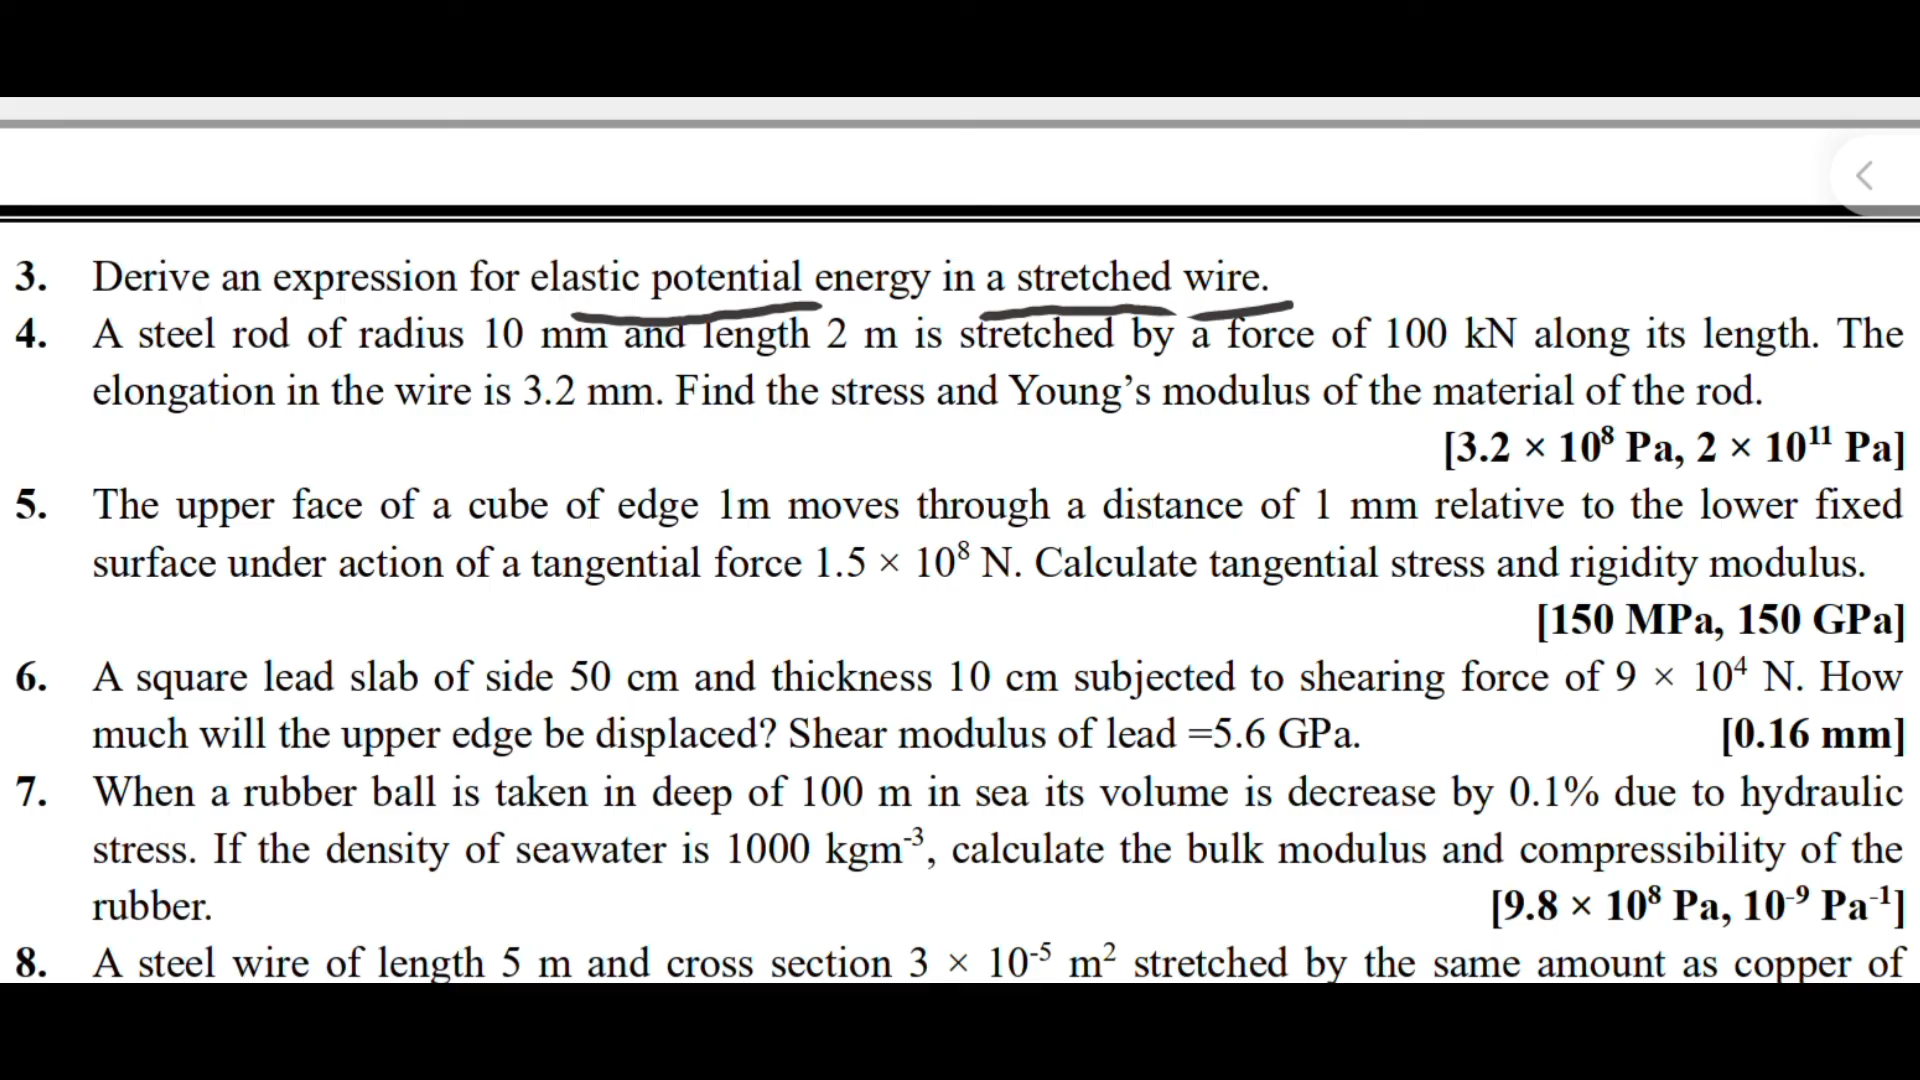 3. Derive an expression for elastic potential energy in a stretched wire.
4. A steel rod of radius 10 mm and length 2 m is stretched by a force of 100 kN along its length. The
elongation in the wire is 3.2 mm. Find the stress and Young’s modulus of the material of the rod.
[3.2 × 10⁸ Pa, 2 × 10¹¹ Pa]
5. The upper face of a cube of edge 1m moves through a distance of 1 mm relative to the lower fixed
surface under action of a tangential force 1.5 × 10⁸ N. Calculate tangential stress and rigidity modulus.
[150 MPa, 150 GPa]
6. A square lead slab of side 50 cm and thickness 10 cm subjected to shearing force of 9 × 10⁴ N. How
much will the upper edge be displaced? Shear modulus of lead =5.6 GPa. [0.16 mm]
7. When a rubber ball is taken in deep of 100 m in sea its volume is decrease by 0.1% due to hydraulic
stress. If the density of seawater is 1000 kgm⁻³, calculate the bulk modulus and compressibility of the
rubber. [9.8 × 10⁸ Pa, 10⁻⁹ Pa⁻¹]
8. A steel wire of length 5 m and cross section 3 × 10⁻⁵ m² stretched by the same amount as copper of